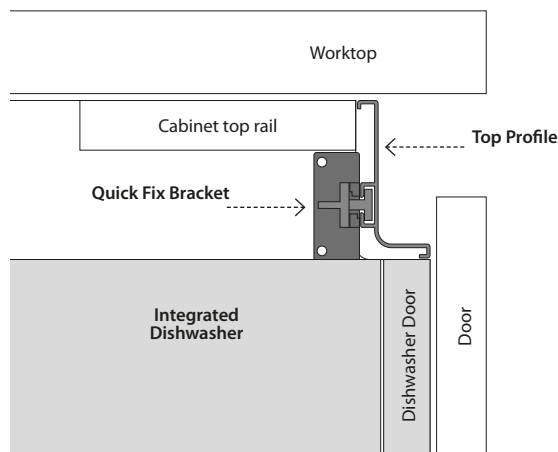 Worktop
Cabinet top rail
Top Profile
Quick Fix Bracket
Integrated
Dishwasher
Dishwasher Door
Door